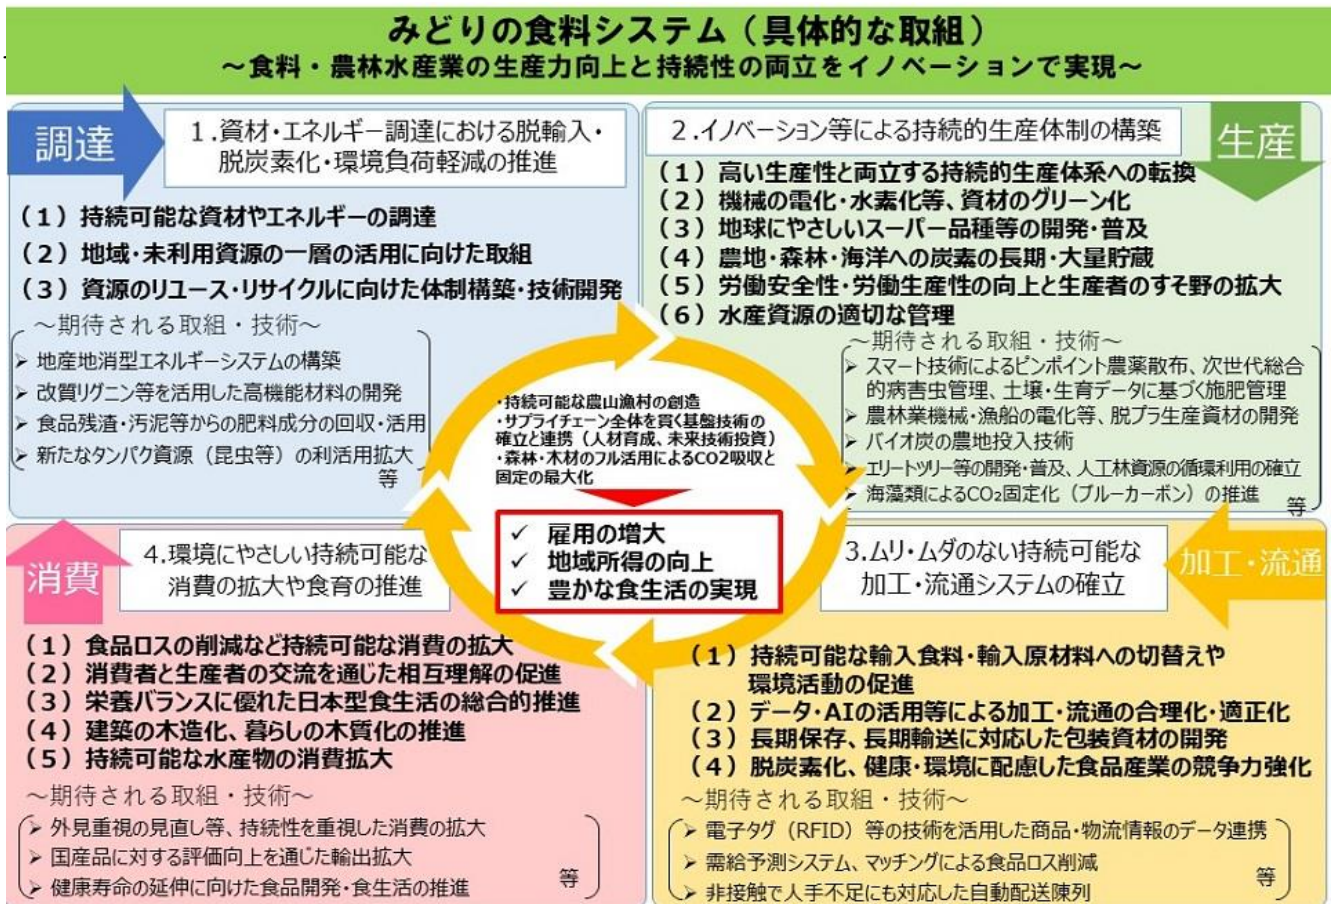 みどりの食料システム（具体的な取組）
～食料・農林水産業の生産力向上と持続性の両立をイノベーションで実現～
調達
１.資材・エネルギー調達における脱輸入・
脱炭素化・環境負荷軽減の推進
（１）持続可能な資材やエネルギーの調達
（２）地域・未利用資源の一層の活用に向けた取組
（３）資源のリユース・リサイクルに向けた体制構築・技術開発
～期待される取組・技術～
➢ 地産地消型エネルギーシステムの構築
➢ 改質リグニン等を活用した高機能材料の開発
➢ 食品残渣・汚泥等からの肥料成分の回収・活用
➢ 新たなタンパク資源（昆虫等）の利活用拡大
等
生産
２.イノベーション等による持続的生産体制の構築
（１）高い生産性と両立する持続的生産体系への転換
（２）機械の電化・水素化等、資材のグリーン化
（３）地球にやさしいスーパー品種等の開発・普及
（４）農地・森林・海洋への炭素の長期・大量貯蔵
（５）労働安全性・労働生産性の向上と生産者のすそ野の拡大
（６）水産資源の適切な管理
～期待される取組・技術～
➢ スマート技術によるピンポイント農薬散布、次世代総合
的病害虫管理、土壌・生育データに基づく施肥管理
➢ 農林業機械・漁船の電化等、脱プラ生産資材の開発
➢ バイオ炭の農地投入技術
➢ エリートツリー等の開発・普及、人工林資源の循環利用の確立
➢ 海藻類によるCO₂固定化（ブルーカーボン）の推進
等
・持続可能な農山漁村の創造
・サプライチェーン全体を貫く基盤技術の
確立と連携（人材育成、未来技術投資）
・森林・木材のフル活用によるCO2吸収と
固定の最大化
✓ 雇用の増大
✓ 地域所得の向上
✓ 豊かな食生活の実現
加工・流通
３.ムリ・ムダのない持続可能な
加工・流通システムの確立
（１）持続可能な輸入食料・輸入原材料への切替えや
環境活動の促進
（２）データ・AIの活用等による加工・流通の合理化・適正化
（３）長期保存、長期輸送に対応した包装資材の開発
（４）脱炭素化、健康・環境に配慮した食品産業の競争力強化
～期待される取組・技術～
➢ 電子タグ（RFID）等の技術を活用した商品・物流情報のデータ連携
➢ 需給予測システム、マッチングによる食品ロス削減
➢ 非接触で人手不足にも対応した自動配送陳列
等
消費
４.環境にやさしい持続可能な
消費の拡大や食育の推進
（１）食品ロスの削減など持続可能な消費の拡大
（２）消費者と生産者の交流を通じた相互理解の促進
（３）栄養バランスに優れた日本型食生活の総合的推進
（４）建築の木造化、暮らしの木質化の推進
（５）持続可能な水産物の消費拡大
～期待される取組・技術～
➢ 外見重視の見直し等、持続性を重視した消費の拡大
➢ 国産品に対する評価向上を通じた輸出拡大
➢ 健康寿命の延伸に向けた食品開発・食生活の推進
等